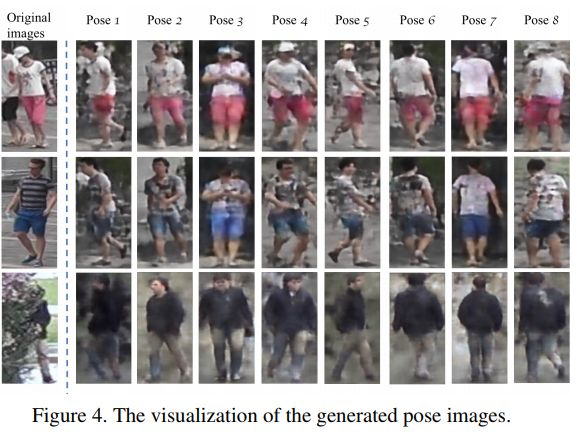 Original
images
Pose 1
Pose 2
Pose 3
Pose 4
Pose 5
Pose 6
Pose 7
Pose 8
Figure 4. The visualization of the generated pose images.